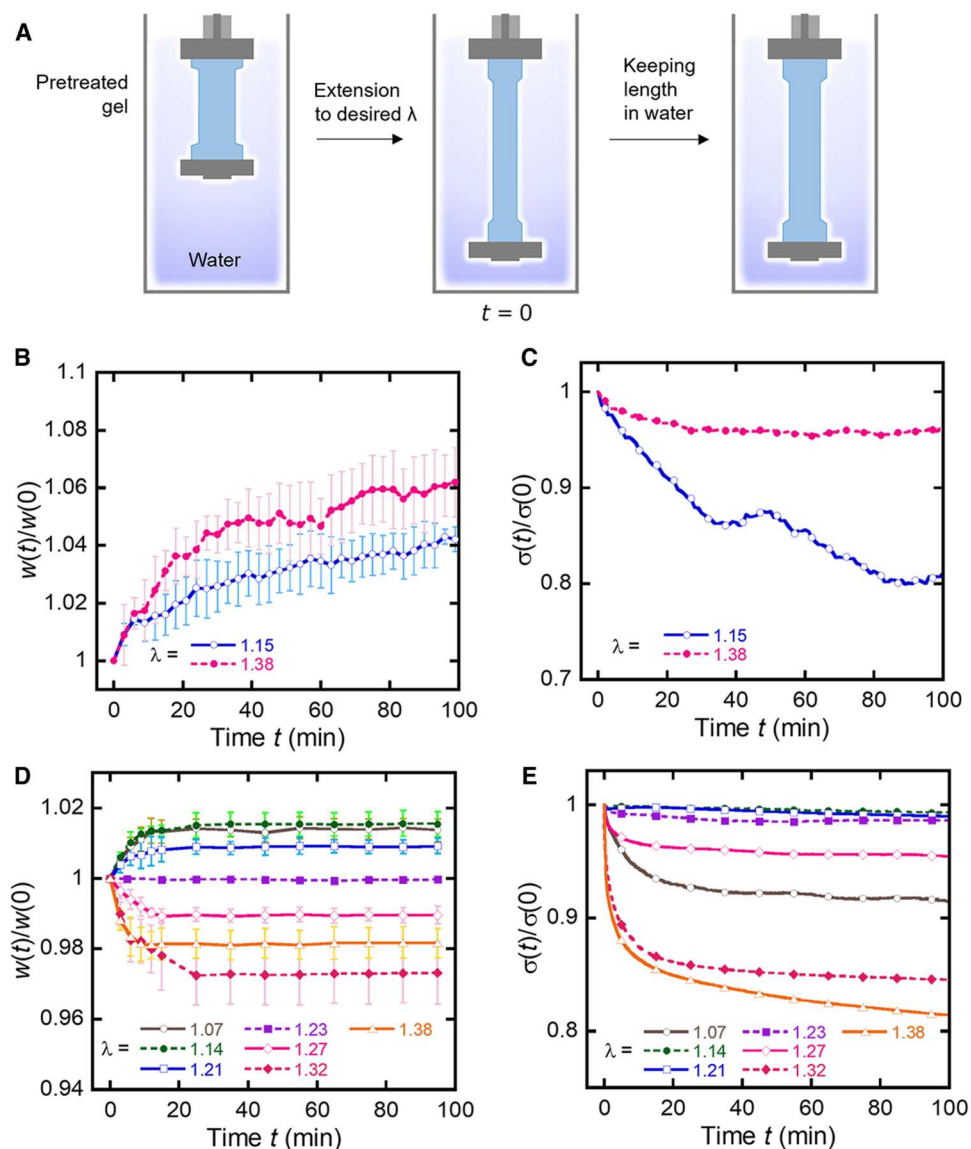 A
Pretreated
gel
Extension
to desired λ
Keeping
length
in water
Water
t = 0
B
w(t)/w(0)
1.1
1.08
1.06
1.04
1.02
1
0 20 40 60 80 100
Time t (min)
λ = 1.15
1.38
C
σ(t)/σ(0)
1
0.9
0.8
0.7
0 20 40 60 80 100
Time t (min)
λ = 1.15
1.38
D
w(t)/w(0)
1.02
1
0.98
0.96
0.94
0 20 40 60 80 100
Time t (min)
λ =
1.07 1.23 1.38
1.14 1.27
1.21 1.32
E
σ(t)/σ(0)
1
0.9
0.8
0 20 40 60 80 100
Time t (min)
λ =
1.07 1.23 1.38
1.14 1.27
1.21 1.32